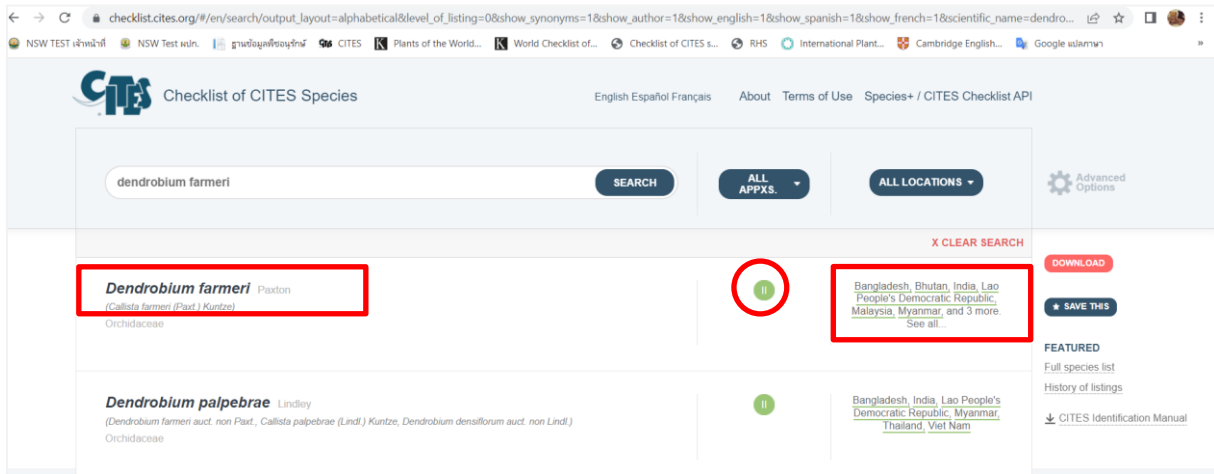 checklist.cites.org/#/en/search/output_layout=alphabetical&level_of_listing=0&show_synonyms=1&show_author=1&show_english=1&show_spanish=1&show_french=1&scientific_name=dendro...
NSW TEST เจ้าหน้าที่ NSW Test ผปก. ฐานข้อมูลพืชอนุรักษ์ CITES Plants of the World... World Checklist of... Checklist of CITES s... RHS International Plant... Cambridge English... Google แปลภาษา »
CITES Checklist of CITES Species English Español Français About Terms of Use Species+ / CITES Checklist API
dendrobium farmeri SEARCH ALL APPXS. ALL LOCATIONS Advanced Options
X CLEAR SEARCH
DOWNLOAD
Dendrobium farmeri Paxton
(Callista farmeri (Paxt.) Kuntze)
Orchidaceae
II
Bangladesh, Bhutan, India, Lao
People's Democratic Republic,
Malaysia, Myanmar, and 3 more.
See all...
SAVE THIS
FEATURED
Full species list
History of listings
CITES Identification Manual
Dendrobium palpebrae Lindley
(Dendrobium farmeri auct. non Paxt., Callista palpebrae (Lindl.) Kuntze, Dendrobium densiflorum auct. non Lindl.)
Orchidaceae
II
Bangladesh, India, Lao People's
Democratic Republic, Myanmar,
Thailand, Viet Nam